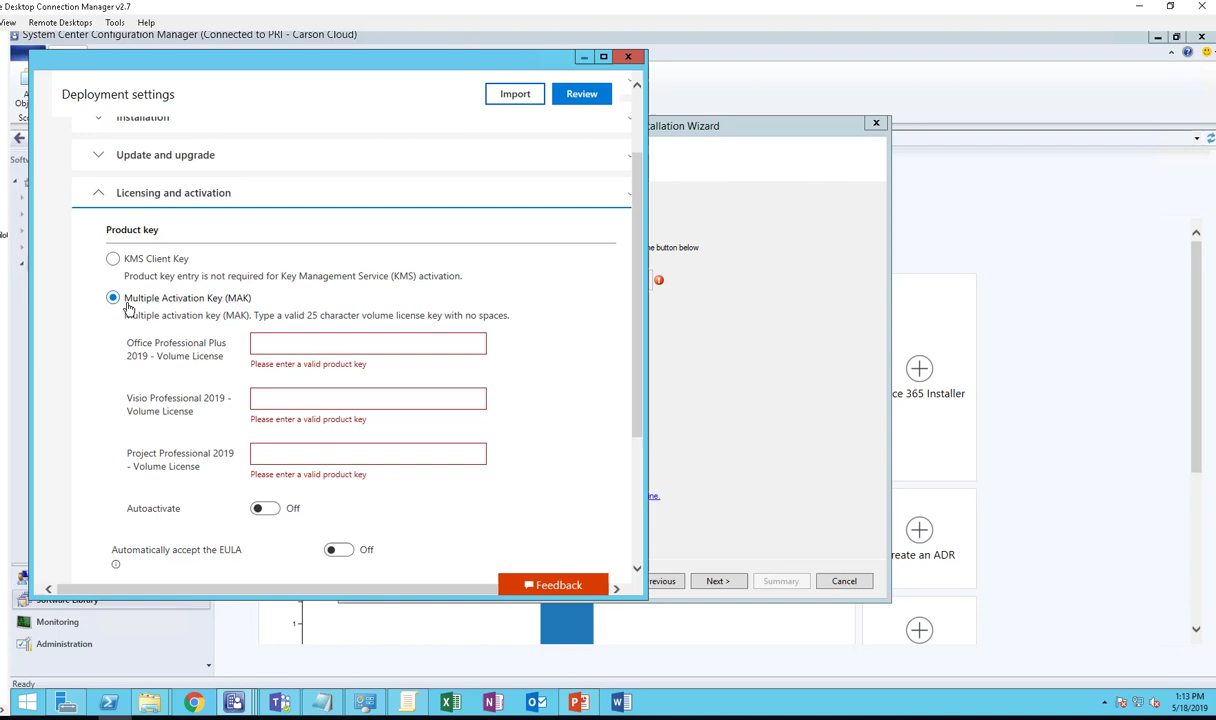 e Desktop Connection Manager v2.7
View Remote Desktops Tools Help
System Center Configuration Manager (Connected to PRI - Carson Cloud)
Deployment settings
Import
Review
Installation
Update and upgrade
Licensing and activation
Product key
KMS Client Key
Product key entry is not required for Key Management Service (KMS) activation.
Multiple Activation Key (MAK)
Multiple activation key (MAK). Type a valid 25 character volume license key with no spaces.
Office Professional Plus
2019 - Volume License
Please enter a valid product key
Visio Professional 2019 -
Volume License
Please enter a valid product key
Project Professional 2019
- Volume License
Please enter a valid product key
Autoactivate
Off
Automatically accept the EULA
Off
Feedback
tallation Wizard
he button below
ine.
revious
Next >
Summary
Cancel
ce 365 Installer
reate an ADR
1
Software Library
Monitoring
Administration
Ready
1:13 PM
5/18/2019